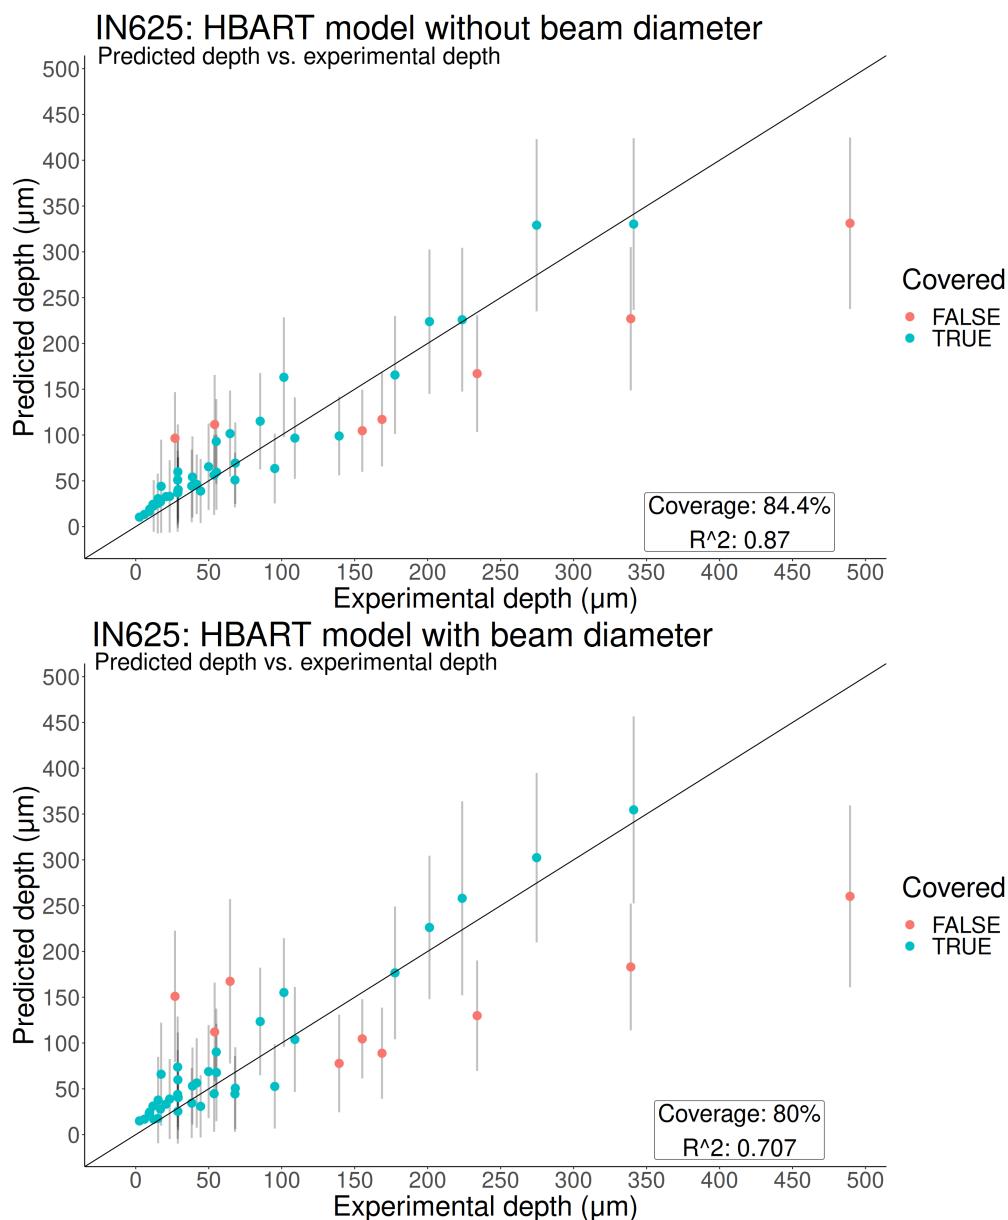 IN625: HBART model without beam diameter
Predicted depth vs. experimental depth
500
450
400
350
300
250
200
150
100
50
0
Predicted depth (µm)
Covered
FALSE
TRUE
Coverage: 84.4%
R^2: 0.87
0 50 100 150 200 250 300 350 400 450 500
Experimental depth (µm)
IN625: HBART model with beam diameter
Predicted depth vs. experimental depth
500
450
400
350
300
250
200
150
100
50
0
Predicted depth (µm)
Covered
FALSE
TRUE
Coverage: 80%
R^2: 0.707
0 50 100 150 200 250 300 350 400 450 500
Experimental depth (µm)